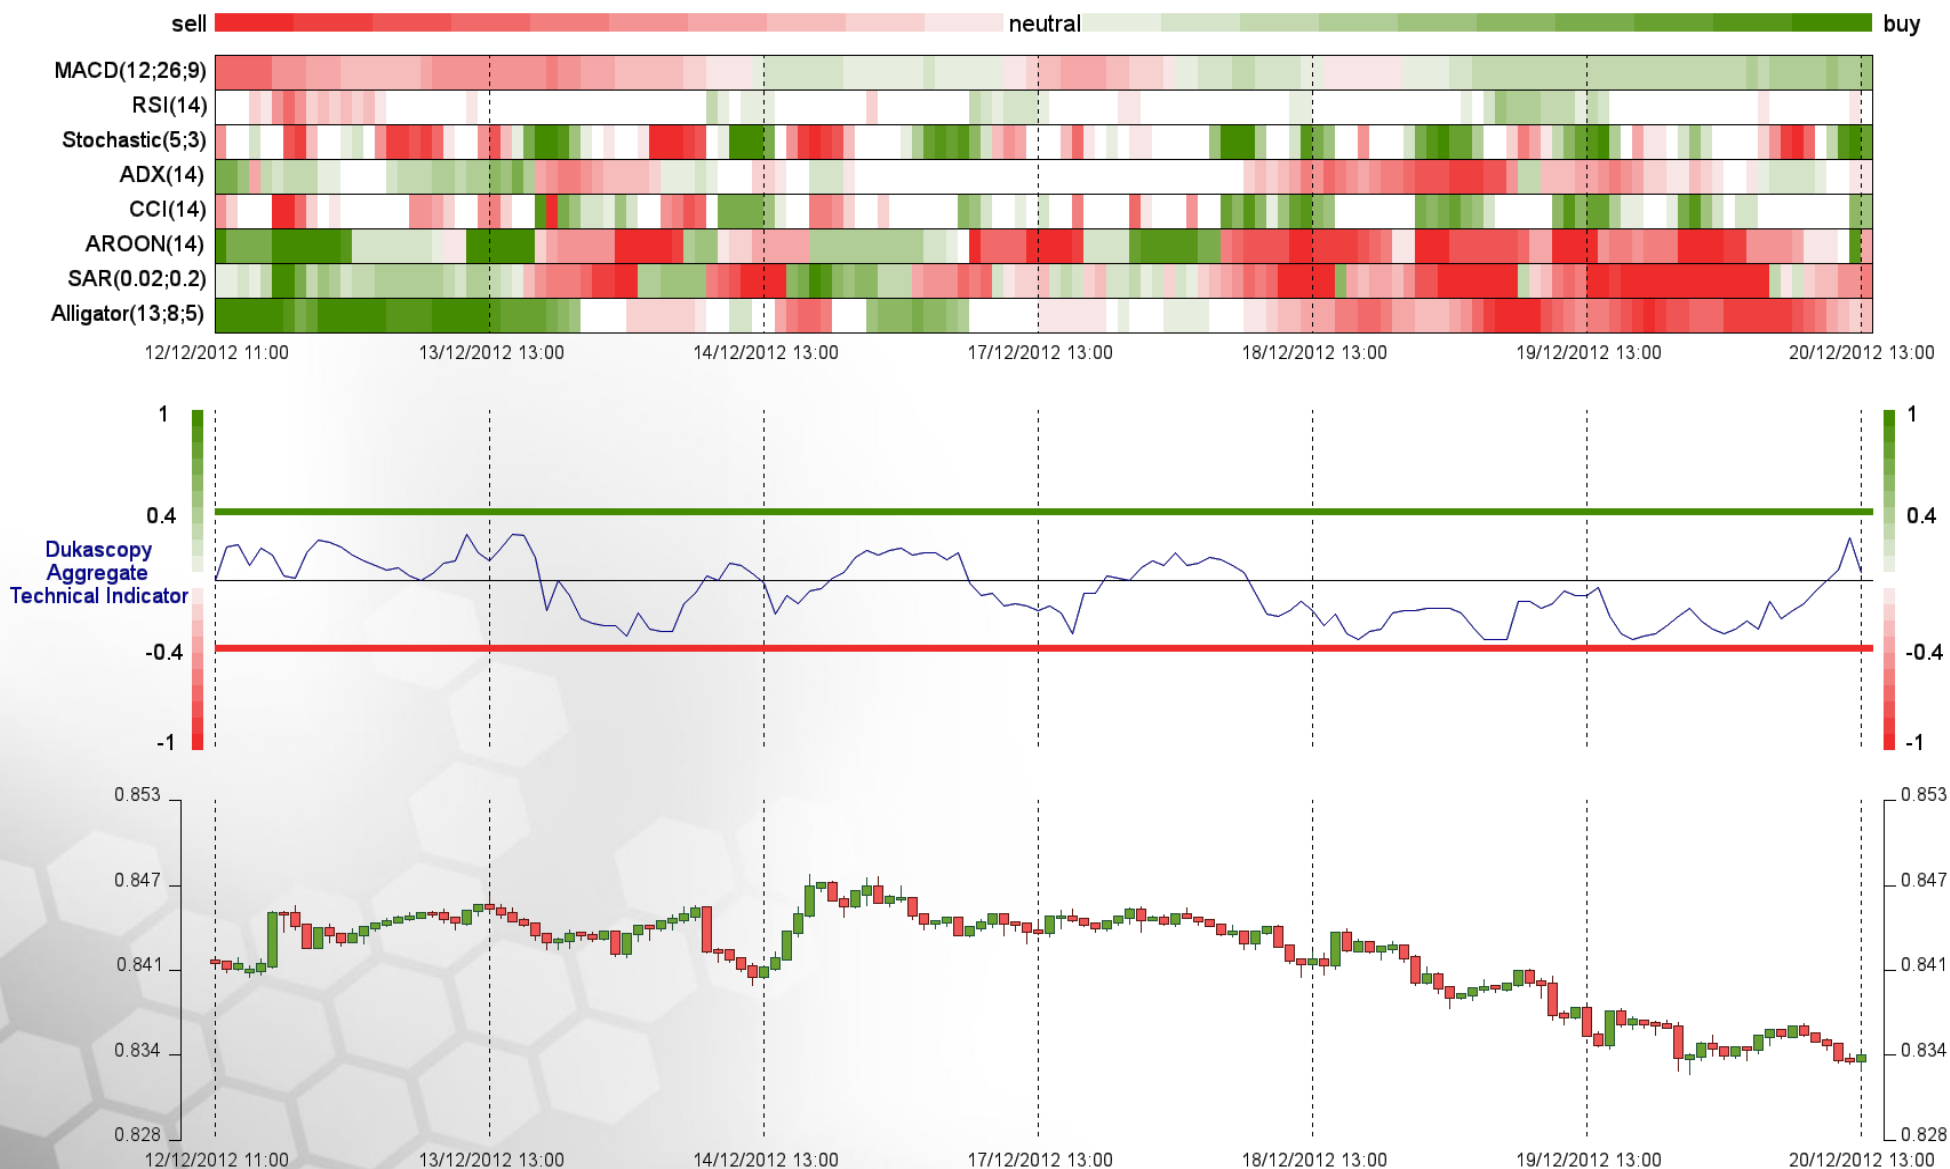 sell neutral buy
MACD(12;26;9)
RSI(14)
Stochastic(5;3)
ADX(14)
CCI(14)
AROON(14)
SAR(0.02;0.2)
Alligator(13;8;5)
12/12/2012 11:00 13/12/2012 13:00 14/12/2012 13:00 17/12/2012 13:00 18/12/2012 13:00 19/12/2012 13:00 20/12/2012 13:00
1 1
0.4 0.4
Dukascopy
Aggregate
Technical Indicator
-0.4 -0.4
-1 -1
0.853 0.853
0.847 0.847
0.841 0.841
0.834 0.834
0.828 0.828
12/12/2012 11:00 13/12/2012 13:00 14/12/2012 13:00 17/12/2012 13:00 18/12/2012 13:00 19/12/2012 13:00 20/12/2012 13:00